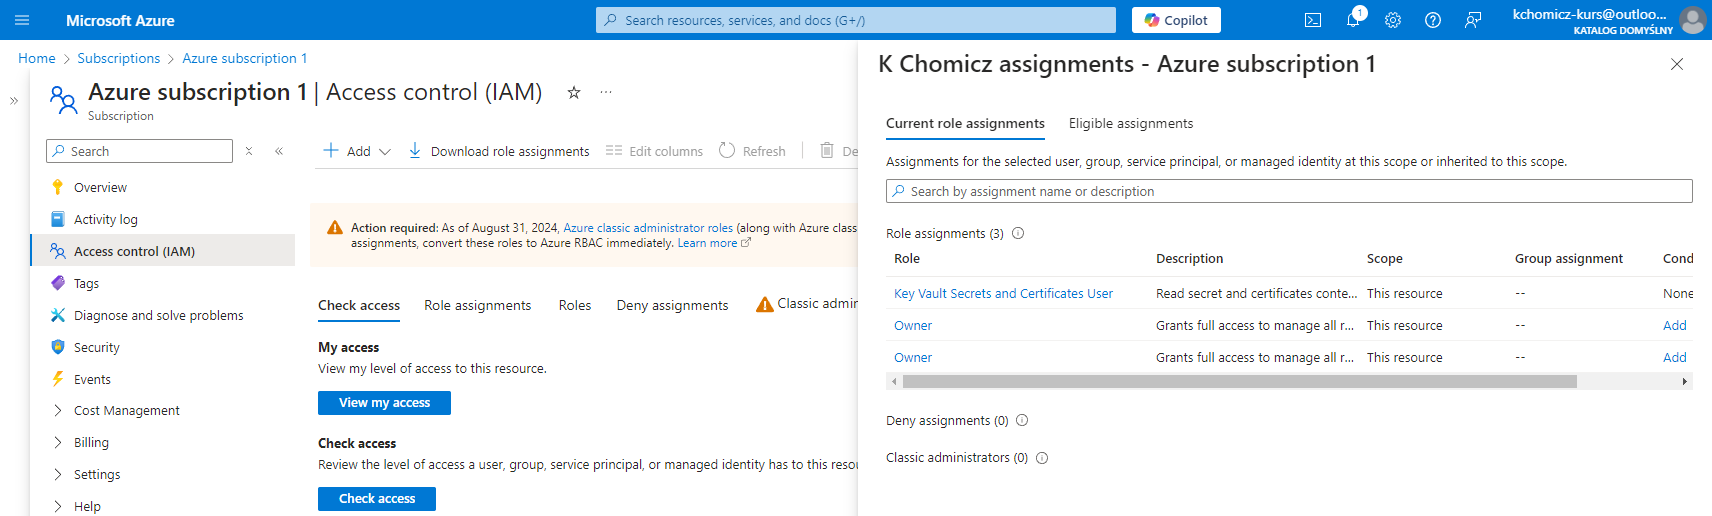 Microsoft Azure
Search resources, services, and docs (G+/)
Copilot
1
kchomicz-kurs@outloo...
KATALOG DOMYŚLNY
Home > Subscriptions > Azure subscription 1
Azure subscription 1 | Access control (IAM)
Subscription
Search
Overview
Activity log
Access control (IAM)
Tags
Diagnose and solve problems
Security
Events
Cost Management
Billing
Settings
Help
Add
Download role assignments
Edit columns
Refresh
De
Action required: As of August 31, 2024, Azure classic administrator roles (along with Azure clas
assignments, convert these roles to Azure RBAC immediately. Learn more
Check access Role assignments Roles Deny assignments Classic admin
My access
View my level of access to this resource.
View my access
Check access
Review the level of access a user, group, service principal, or managed identity has to this resou
Check access
K Chomicz assignments - Azure subscription 1
Current role assignments Eligible assignments
Assignments for the selected user, group, service principal, or managed identity at this scope or inherited to this scope.
Search by assignment name or description
Role assignments (3)
Role Description Scope Group assignment Cond
Key Vault Secrets and Certificates User Read secret and certificates conte... This resource -- None
Owner Grants full access to manage all r... This resource -- Add
Owner Grants full access to manage all r... This resource -- Add
Deny assignments (0)
Classic administrators (0)